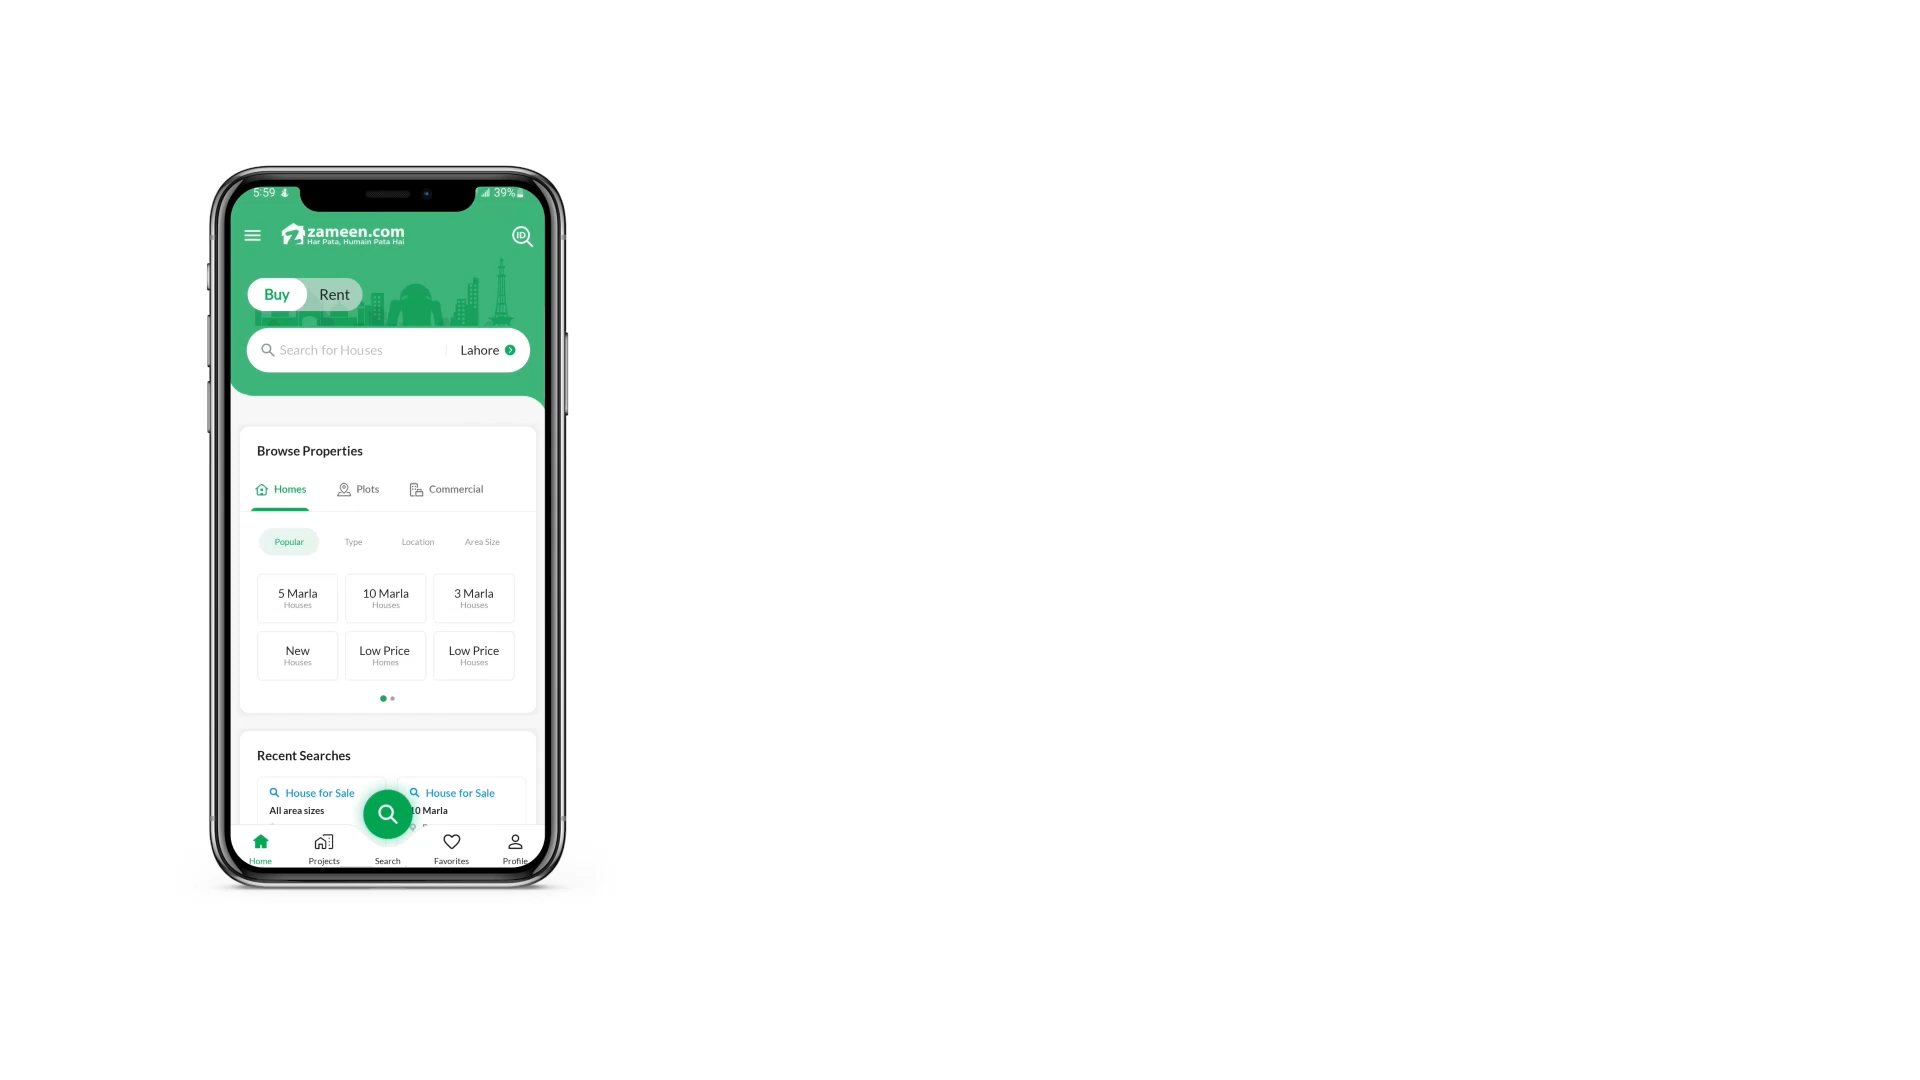 5:59
39%
zameen.com
Har Pata, Humain Pata Hai
ID
Buy Rent
Search for Houses Lahore
Browse Properties
Homes Plots Commercial
Popular Type Location Area Size
5 Marla 10 Marla 3 Marla
Houses Houses Houses
New Low Price Low Price
Houses Homes Houses
Recent Searches
House for Sale House for Sale
All area sizes 10 Marla
Home Projects Search Favorites Profile